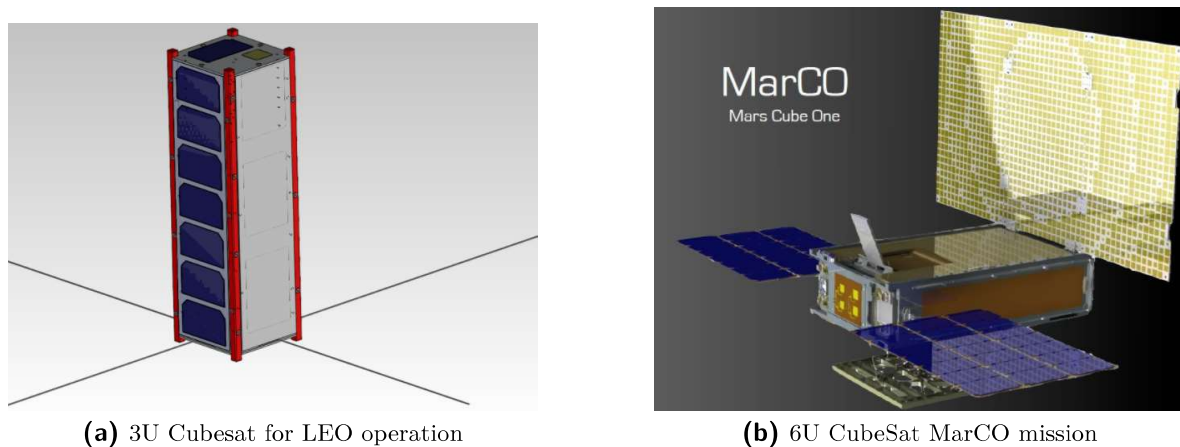 MarCO
Mars Cube One
(a) 3U Cubesat for LEO operation
(b) 6U CubeSat MarCO mission